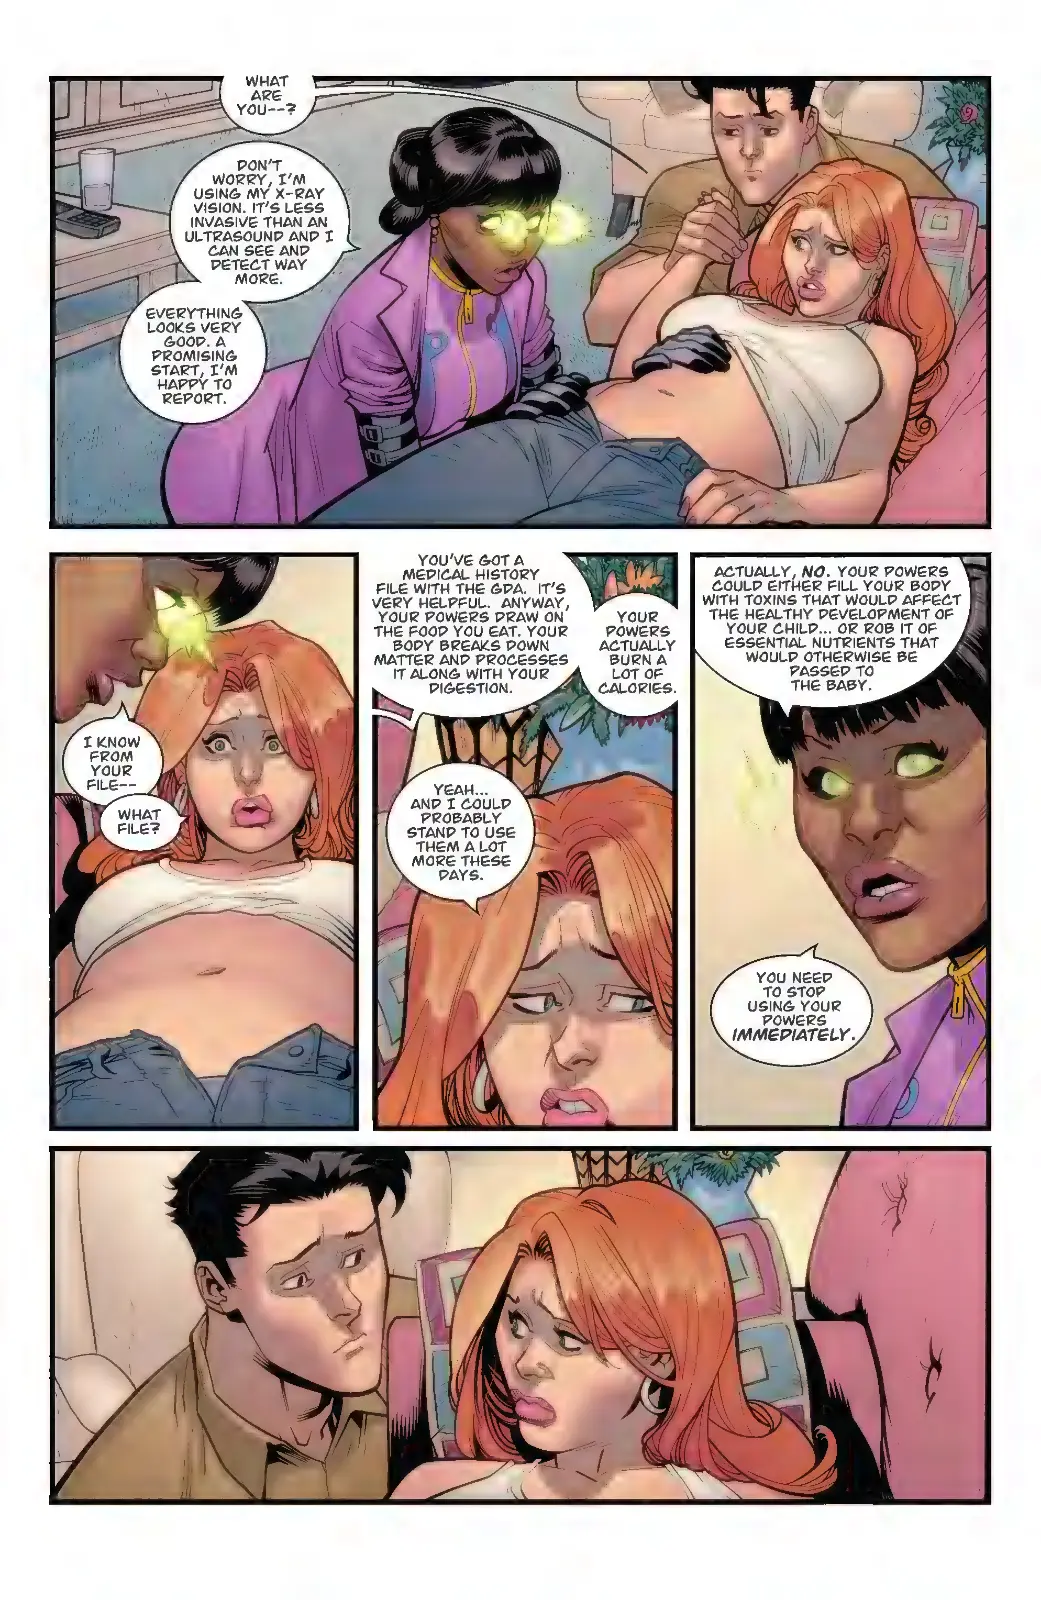 WHAT
ARE
YOU--?
DON'T
WORRY, I'M
USING MY X-RAY
VISION. IT'S LESS
INVASIVE THAN AN
ULTRASOUND AND I
CAN SEE AND
DETECT WAY
MORE.
EVERYTHING
LOOKS VERY
GOOD. A
PROMISING
START, I'M
HAPPY TO
REPORT.
I KNOW
FROM
YOUR
FILE--
WHAT
FILE?
YOU'VE GOT A
MEDICAL HISTORY
FILE WITH THE GDA. IT'S
VERY HELPFUL. ANYWAY,
YOUR POWERS DRAW ON
THE FOOD YOU EAT. YOUR
BODY BREAKS DOWN
MATTER AND PROCESSES
IT ALONG WITH YOUR
DIGESTION.
YOUR
POWERS
ACTUALLY
BURN A
LOT OF
CALORIES.
YEAH...
AND I COULD
PROBABLY
STAND TO USE
THEM A LOT
MORE THESE
DAYS.
ACTUALLY, NO. YOUR POWERS
COULD EITHER FILL YOUR BODY
WITH TOXINS THAT WOULD AFFECT
THE HEALTHY DEVELOPMENT OF
YOUR CHILD... OR ROB IT OF
ESSENTIAL NUTRIENTS THAT
WOULD OTHERWISE BE
PASSED TO
THE BABY.
YOU NEED
TO STOP
USING YOUR
POWERS
IMMEDIATELY.